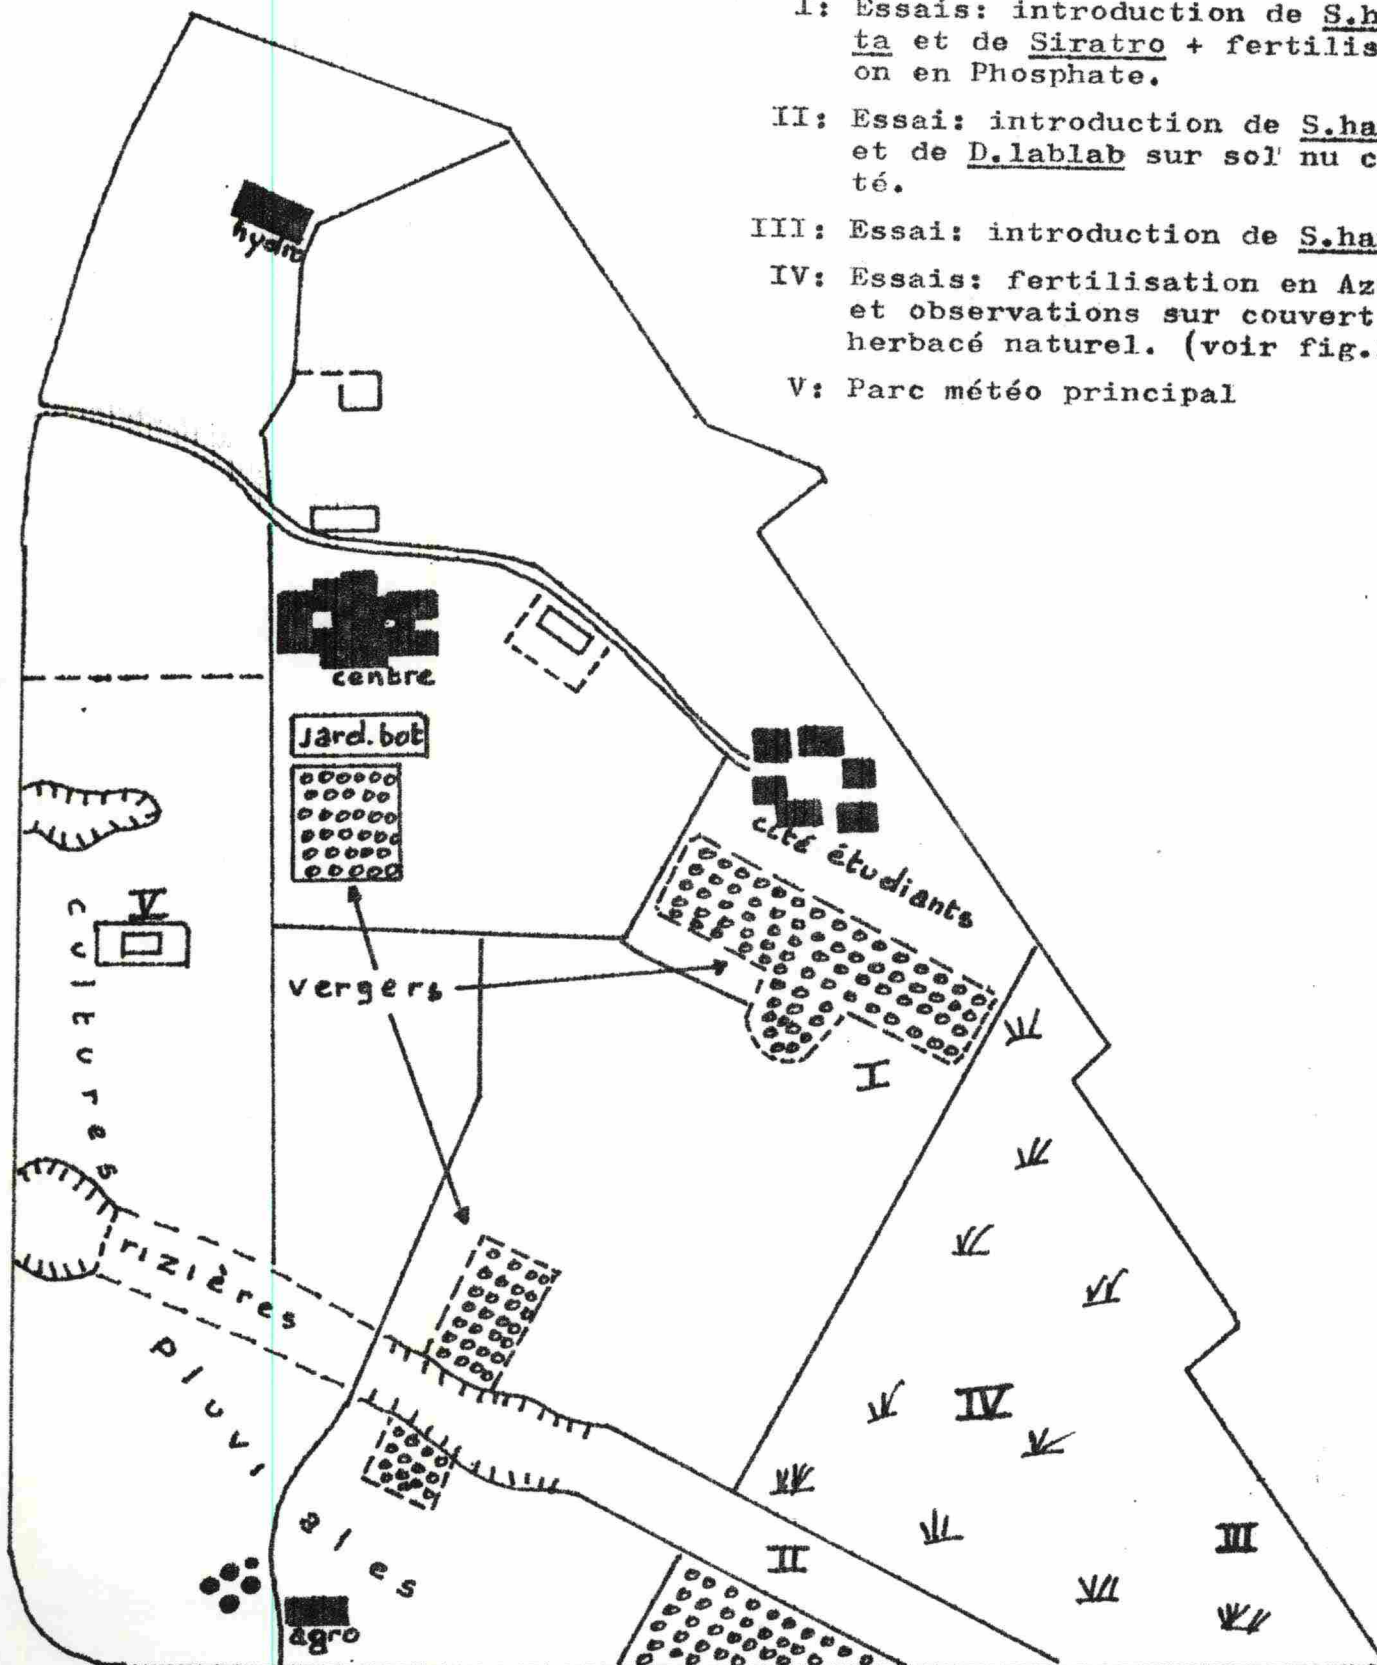 I: Essais: introduction de S.h
ta et de Siratro + fertilis
on en Phosphate.
II: Essai: introduction de S.ha
et de D.lablab sur sol nu c
té.
III: Essai: introduction de S.ha
IV: Essais: fertilisation en Az
et observations sur couvert
herbacé naturel. (voir fig.
V: Parc météo principal
hydro
centre
Jard.bot
cité étudiants
V
cultures
vergers
I
rizières
pluviales
IV
II
III
agro